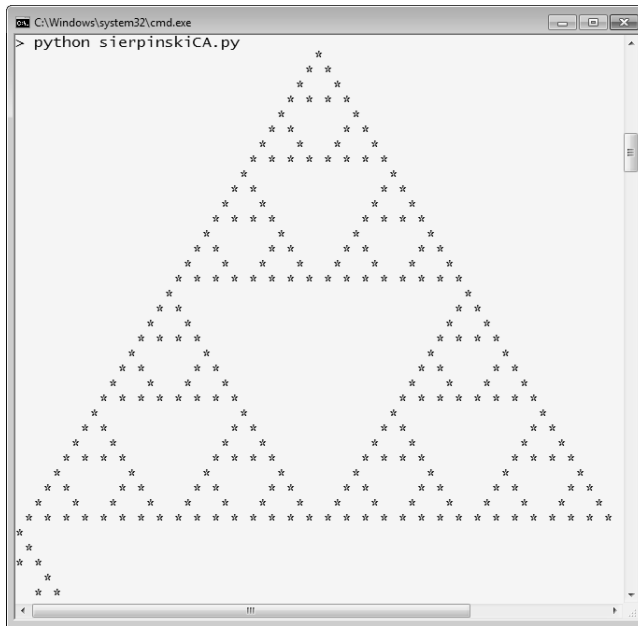 C:\Windows\system32\cmd.exe
> python sierpinskiCA.py
                                *
                               * *
                              *   *
                             * * * *
                            *       *
                           * *     * *
                          *   *   *   *
                         * * * * * * * *
                        *               *
                       * *             * *
                      *   *           *   *
                     * * * *         * * * *
                    *       *       *       *
                   * *     * *     * *     * *
                  *   *   *   *   *   *   *   *
                 * * * * * * * * * * * * * * * *
                *                               *
               * *                             * *
              *   *                           *   *
             * * * *                         * * * *
            *       *                       *       *
           * *     * *                     * *     * *
          *   *   *   *                   *   *   *   *
         * * * * * * * *                 * * * * * * * *
        *               *               *               *
       * *             * *             * *             * *
      *   *           *   *           *   *           *   *
     * * * *         * * * *         * * * *         * * * *
    *       *       *       *       *       *       *       *
   * *     * *     * *     * *     * *     * *     * *     * *
  *   *   *   *   *   *   *   *   *   *   *   *   *   *   *   *
 * * * * * * * * * * * * * * * * * * * * * * * * * * * * * * * *
*
 *
* *
   *
  * *